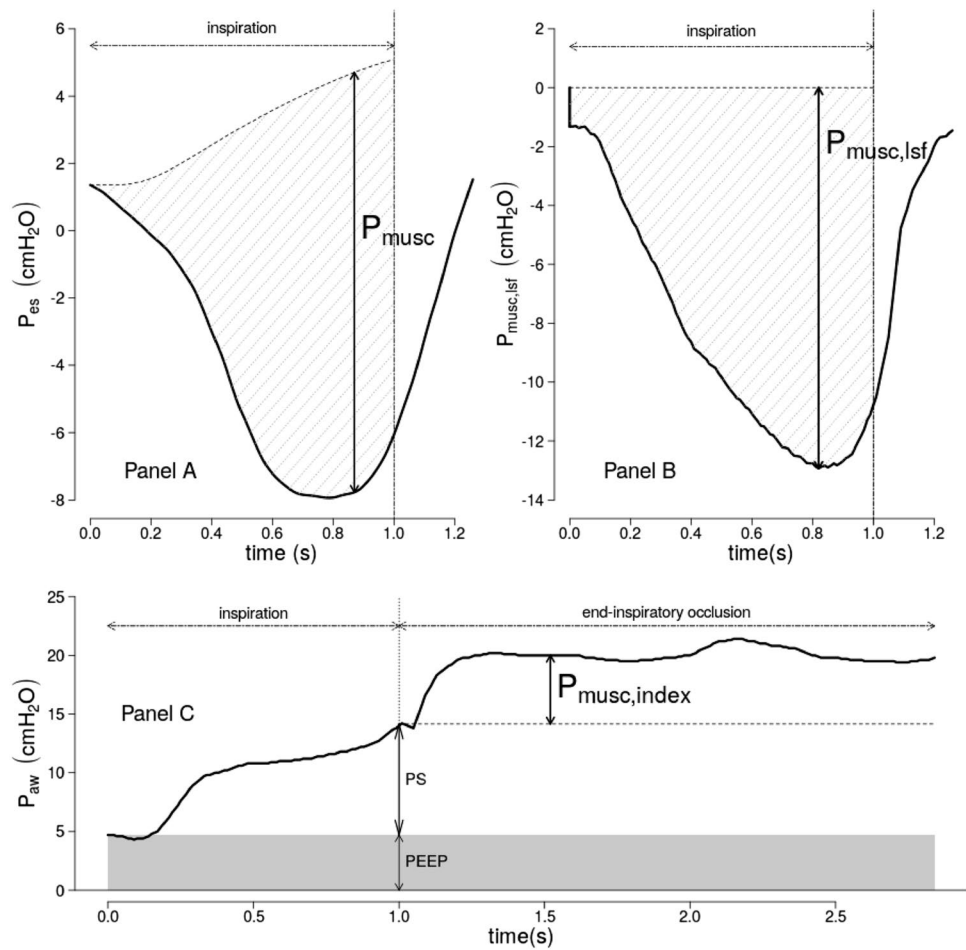 inspiration
6
4
2
0
-2
-4
-6
-8
P_es (cmH_2O)
P_musc
Panel A
0.0 0.2 0.4 0.6 0.8 1.0 1.2
time (s)
inspiration
2
0
-2
-4
-6
-8
-10
-12
-14
P_musc,lsf (cmH_2O)
P_musc,lsf
Panel B
0.0 0.2 0.4 0.6 0.8 1.0 1.2
time(s)
inspiration end-inspiratory occlusion
25
20
15
10
5
0
P_aw (cmH_2O)
Panel C
P_musc,index
PS
PEEP
0.0 0.5 1.0 1.5 2.0 2.5
time(s)